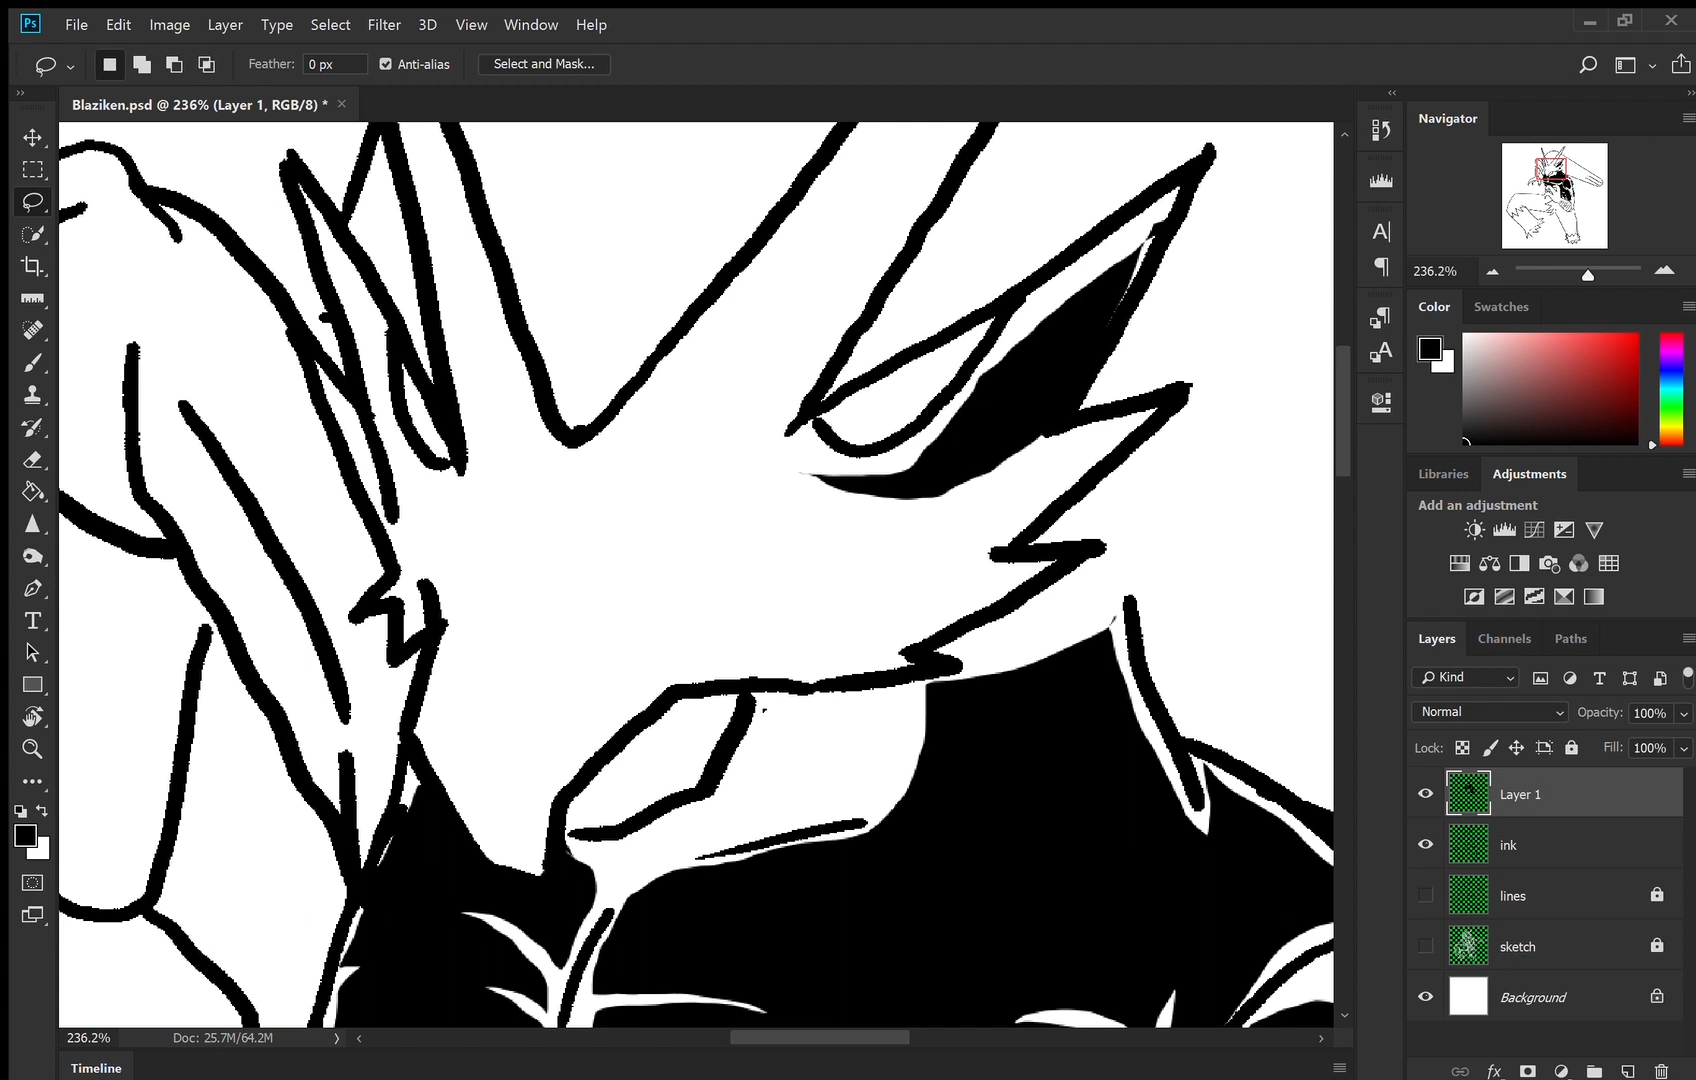 Ps File Edit Image Layer Type Select Filter 3D View Window Help
Feather: 0 px Anti-alias Select and Mask...
Blaziken.psd @ 236% (Layer 1, RGB/8) *
Navigator
236.2%
Color Swatches
Libraries Adjustments
Add an adjustment
Layers Channels Paths
Kind
Normal Opacity: 100%
Lock: Fill: 100%
Layer 1
ink
lines
sketch
Background
236.2% Doc: 25.7M/64.2M
Timeline